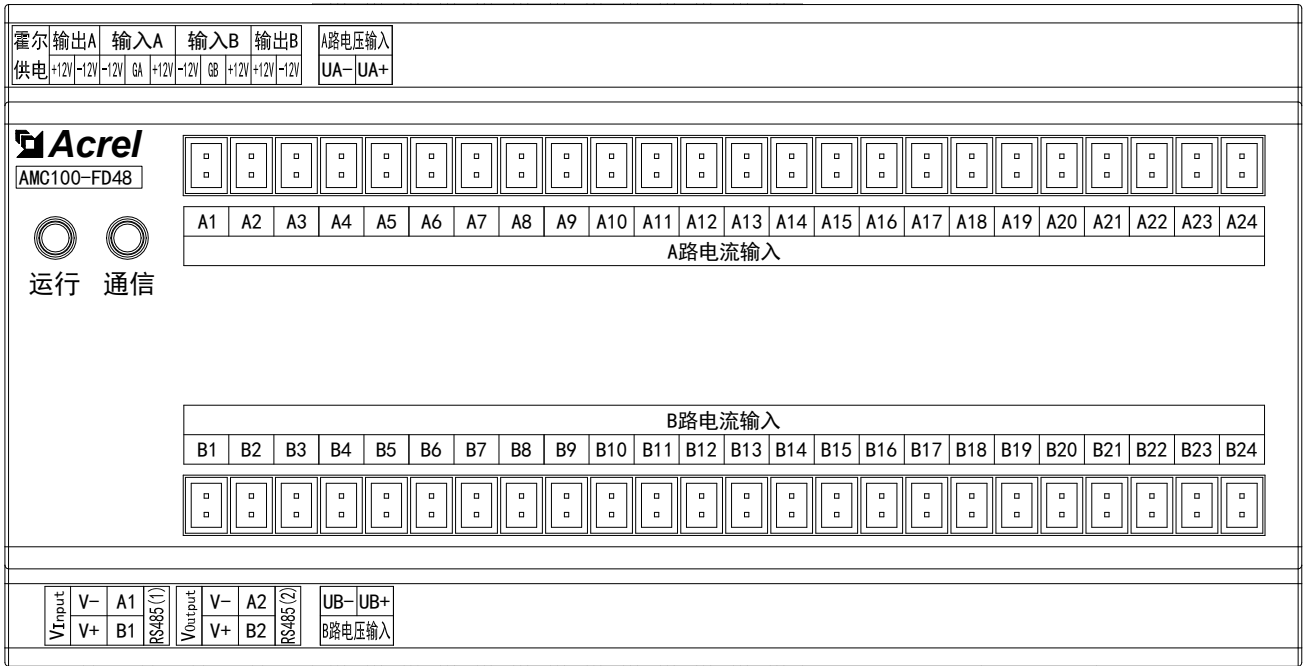 霍尔 输出A 输入A 输入B 输出B A路电压输入
供电 +12V -12V -12V GA +12V -12V GB +12V +12V -12V UA- UA+
Acrel
AMC100-FD48
A1 A2 A3 A4 A5 A6 A7 A8 A9 A10 A11 A12 A13 A14 A15 A16 A17 A18 A19 A20 A21 A22 A23 A24
A路电流输入
运行 通信
B路电流输入
B1 B2 B3 B4 B5 B6 B7 B8 B9 B10 B11 B12 B13 B14 B15 B16 B17 B18 B19 B20 B21 B22 B23 B24
VInput V- A1 RS485(1) VOutput V- A2 RS485(2) UB- UB+
V+ B1 V+ B2 B路电压输入